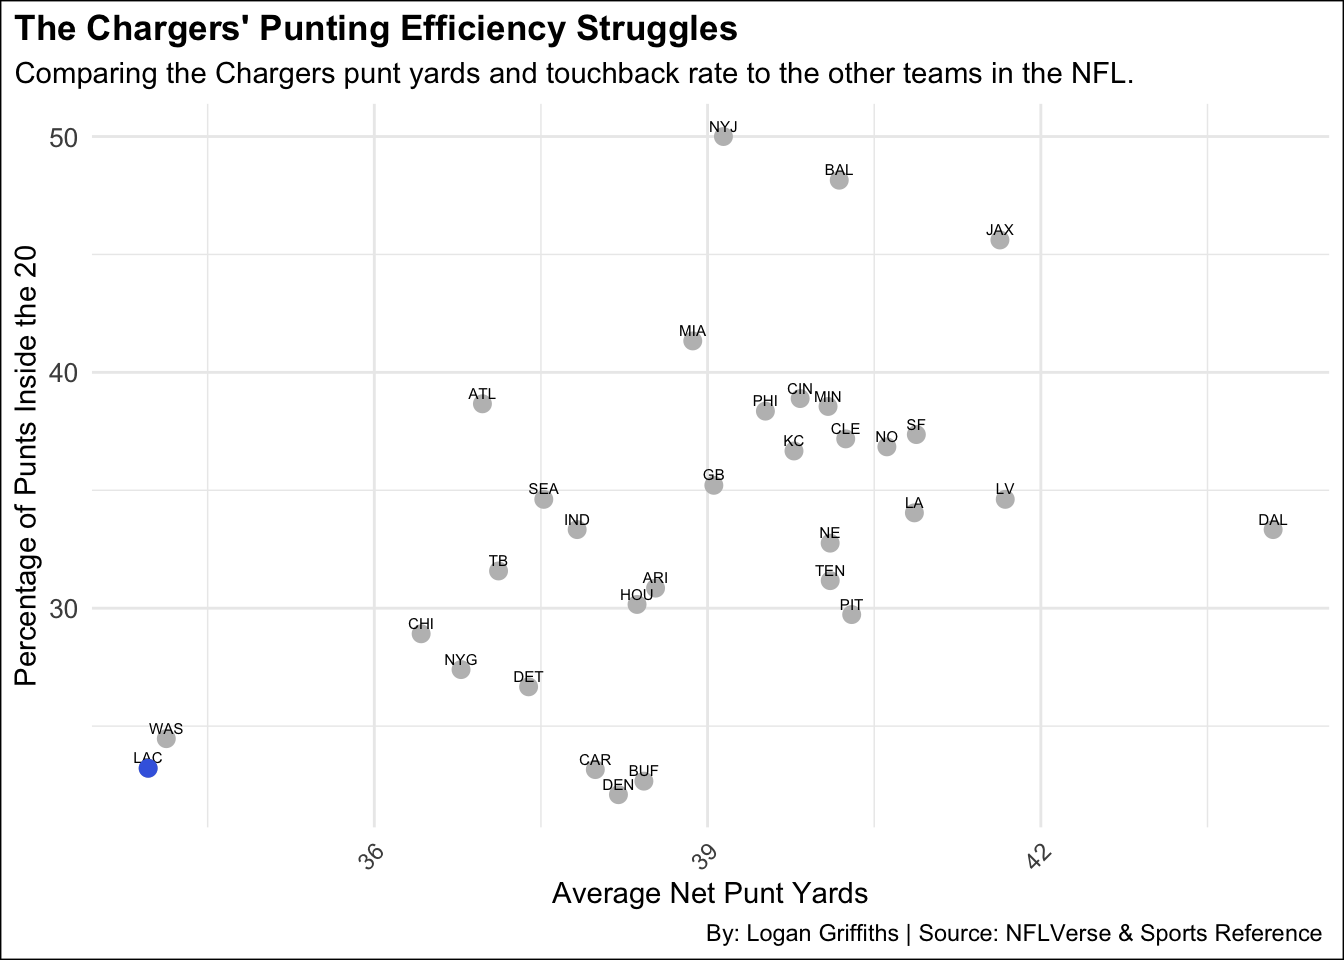 The Chargers' Punting Efficiency Struggles
Comparing the Chargers punt yards and touchback rate to the other teams in the NFL.
Percentage of Punts Inside the 20
50
40
30
NYJ
BAL
JAX
MIA
ATL
CIN
PHI
MIN
CLE
SF
NO
KC
GB
SEA
LV
LA
IND
DAL
NE
TB
TEN
ARI
HOU
PIT
CHI
NYG
DET
WAS
LAC
CAR
BUF
DEN
36
39
42
Average Net Punt Yards
By: Logan Griffiths | Source: NFLVerse & Sports Reference